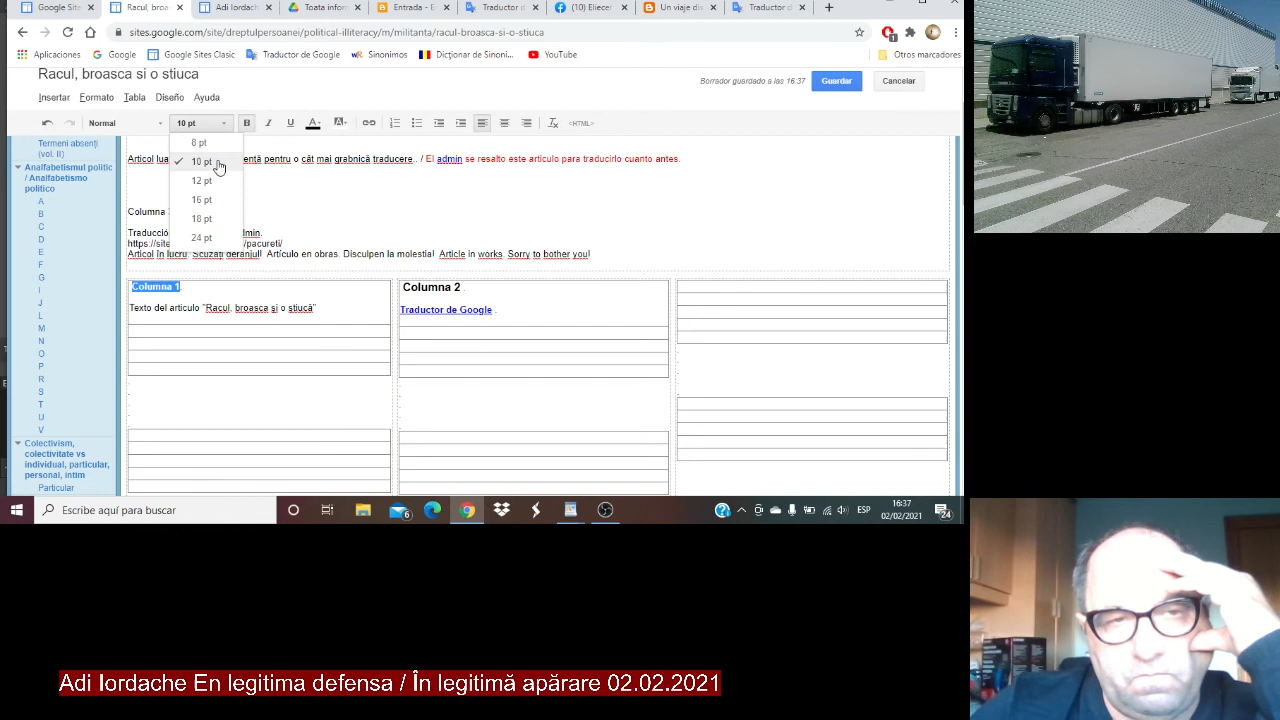 Google Site
Racul, broa
Adi Iordach
Toata infor
Entrada - E
Traductor d
(10) Eliecer
Un viaje dis
Traductor d
sites.google.com/site/dreptulpersoanei/political-illiteracy/m/militanta/racul-broasca-si-o-stiuca
Aplicaciones
Google Sites Clasic
Traductor de Google
Sinonimos
Dicționar de Sinoni...
YouTube
Otros marcadores
Racul, broasca si o stiuca
Borrador guardado a las 16:37
Guardar
Cancelar
Insertar Formato Tabla Diseño Ayuda
Normal
10 pt
B I U A A <HTML>
8 pt
10 pt
12 pt
16 pt
18 pt
24 pt
Termeni absenți
(vol. II)
Analfabetismul politic
/ Analfabetismo
politico
A
B
C
D
E
F
G
I
J
L
M
N
O
P
R
S
T
U
V
Colectivism,
colectivitate vs
individual, particular,
personal, intim
Particular
Articol lua
pentru o cât mai grabnică traducere.. / El admin se resalto este articulo para traducirlo cuanto antes.
Columna
Traducció
dmin.
https://site
/pacureti/
Articol în lucru. Scuzați deranjul! Artículo en obras. Disculpen la molestia! Article in works. Sorry to bother you!
Columna 1
Texto del articulo "Racul, broasca și o știucă"
Columna 2
Traductor de Google
Escribe aquí para buscar
6
ESP
16:37
02/02/2021
24
Adi Iordache En legitima defensa / În legitimă apărare 02.02.2021